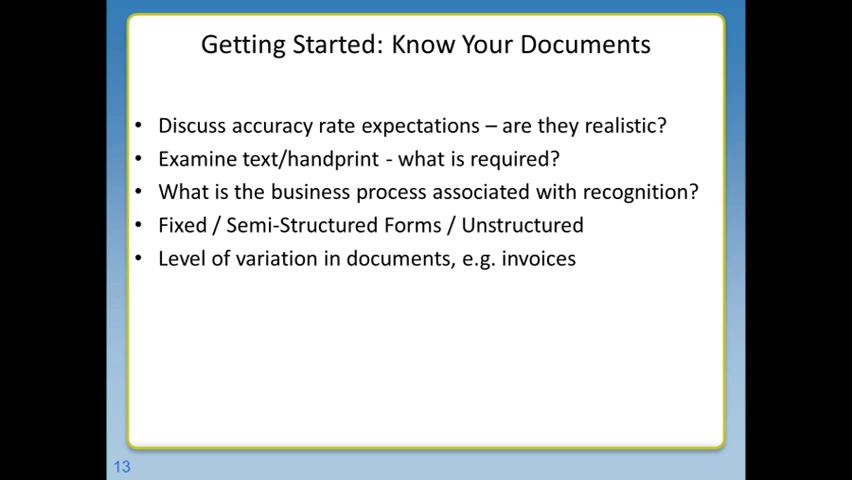 Getting Started: Know Your Documents
• Discuss accuracy rate expectations – are they realistic?
• Examine text/handprint - what is required?
• What is the business process associated with recognition?
• Fixed / Semi-Structured Forms / Unstructured
• Level of variation in documents, e.g. invoices
13